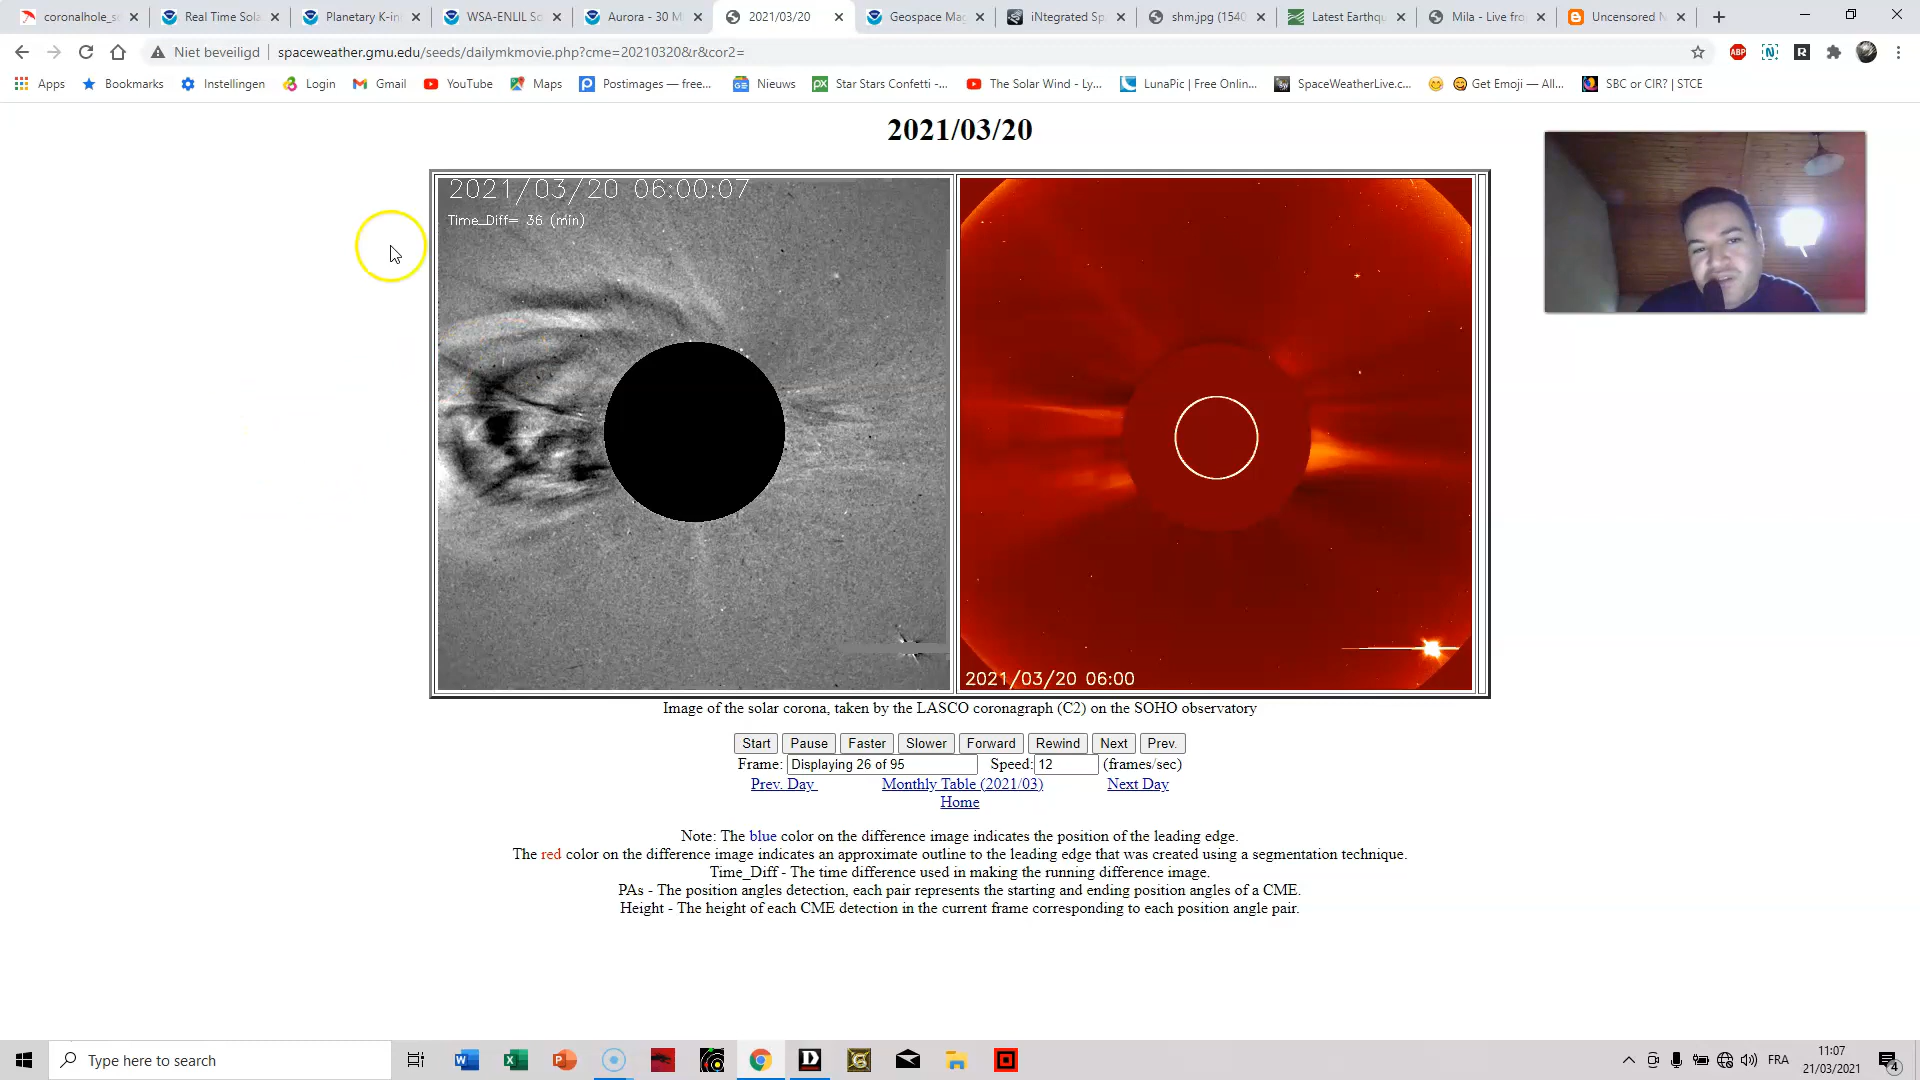 coronalhole_s
Real Time Sola
Planetary K-in
WSA-ENLIL So
Aurora - 30 M
2021/03/20
Geospace Mag
iNtegrated Sp
shm.jpg (1540
Latest Earthqu
Mila - Live fro
Uncensored N
Niet beveiligd | spaceweather.gmu.edu/seeds/dailymkmovie.php?cme=20210320&r&cor2=
Apps
Bookmarks
Instellingen
Login
Gmail
YouTube
Maps
Postimages — free...
Nieuws
Star Stars Confetti -...
The Solar Wind - Ly...
LunaPic | Free Onlin...
SpaceWeatherLive.c...
Get Emoji — All...
SBC or CIR? | STCE
2021/03/20
2021/03/20 06:00:07
Time_Diff= 36 (min)
2021/03/20 06:00
Image of the solar corona, taken by the LASCO coronagraph (C2) on the SOHO observatory
Start Pause Faster Slower Forward Rewind Next Prev.
Frame: Displaying 26 of 95 Speed: 12 (frames/sec)
Prev. Day Monthly Table (2021/03) Next Day
Home
Note: The blue color on the difference image indicates the position of the leading edge.
The red color on the difference image indicates an approximate outline to the leading edge that was created using a segmentation technique.
Time_Diff - The time difference used in making the running difference image.
PAs - The position angles detection, each pair represents the starting and ending position angles of a CME.
Height - The height of each CME detection in the current frame corresponding to each position angle pair.
Type here to search
FRA
11:07
21/03/2021
4